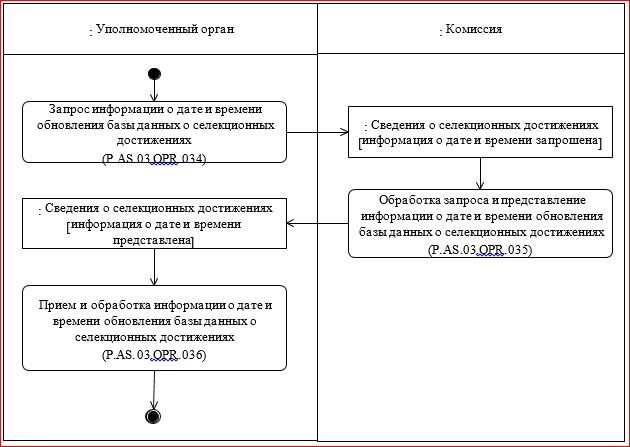 : Уполномоченный орган
: Комиссия
Запрос информации о дате и времени
обновления базы данных о селекционных
достижениях
(P.AS.03.OPR.034)
: Сведения о селекционных достижениях
[информация о дате и времени запрошена]
Обработка запроса и представление
информации о дате и времени обновления
базы данных о селекционных достижениях
(P.AS.03.OPR.035)
: Сведения о селекционных достижениях
[информация о дате и времени
представлена]
Прием и обработка информации о дате и
времени обновления базы данных о
селекционных достижениях
(P.AS.03.OPR.036)